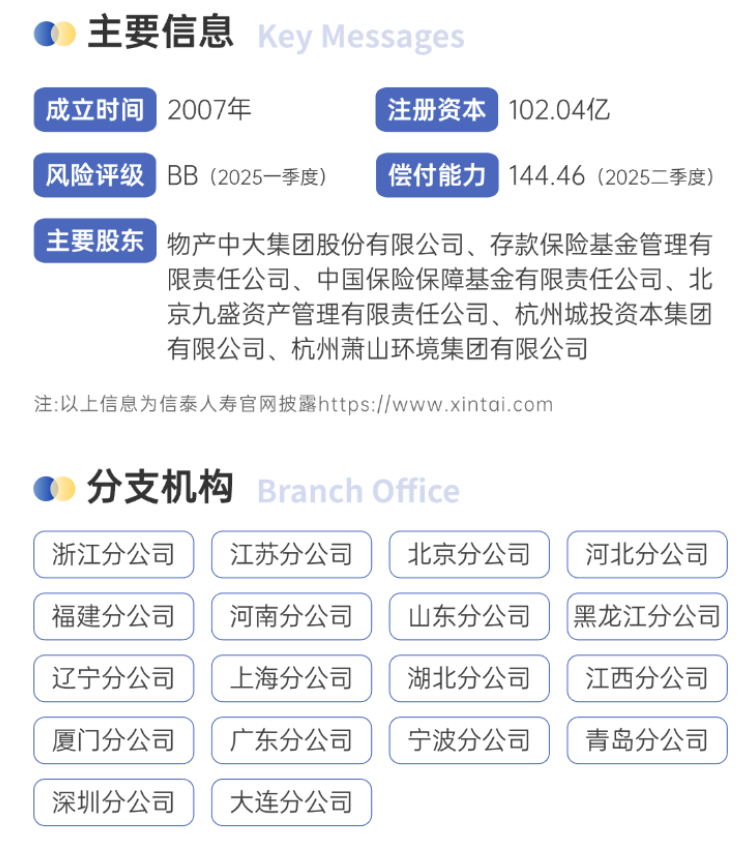 主要信息 Key Messages
成立时间 2007年 注册资本 102.04亿
风险评级 BB（2025一季度） 偿付能力 144.46（2025二季度）
主要股东 物产中大集团股份有限公司、存款保险基金管理有
限责任公司、中国保险保障基金有限责任公司、北
京九盛资产管理有限责任公司、杭州城投资本集团
有限公司、杭州萧山环境集团有限公司
注:以上信息为信泰人寿官网披露https://www.xintai.com
分支机构 Branch Office
浙江分公司 江苏分公司 北京分公司 河北分公司
福建分公司 河南分公司 山东分公司 黑龙江分公司
辽宁分公司 上海分公司 湖北分公司 江西分公司
厦门分公司 广东分公司 宁波分公司 青岛分公司
深圳分公司 大连分公司